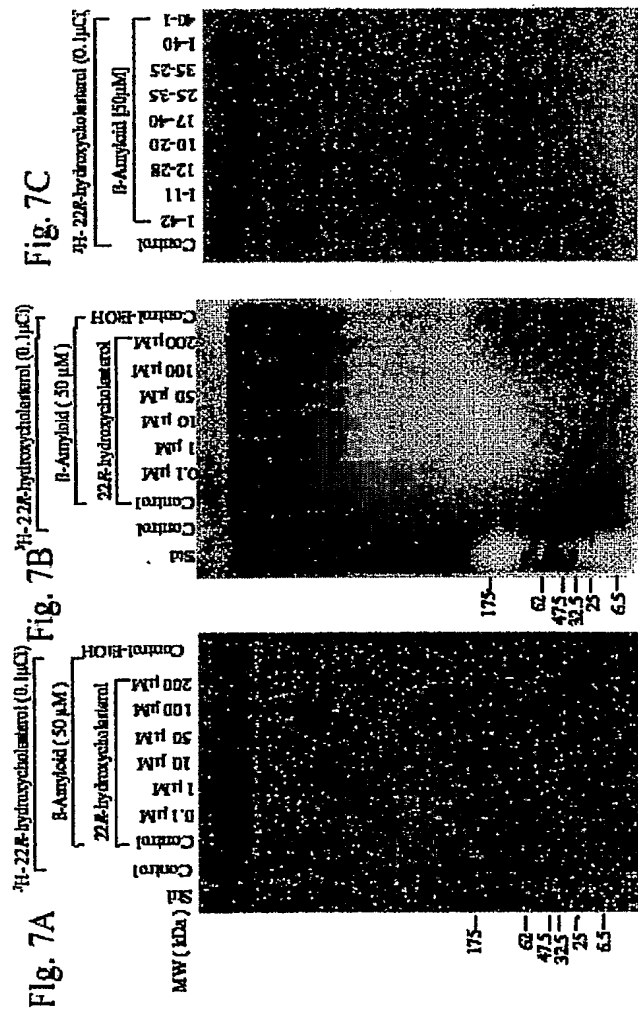 Fig. 7A
³H-22R-hydroxycholesterol (0.1µCi)
β-Amyloid (50 µM)
22R-hydroxycholesterol
MW (kDa)
Control
Control
0.1 µM
1 µM
10 µM
50 µM
100 µM
200 µM
Control-EtOH
175
62
47.5
32.5
25
6.5
Fig. 7B
³H-22R-hydroxycholesterol (0.1µCi)
β-Amyloid (50 µM)
22R-hydroxycholesterol
Std
Control
Control
0.1 µM
1 µM
10 µM
50 µM
100 µM
200 µM
Control-EtOH
175
62
47.5
32.5
25
6.5
Fig. 7C
³H-22R-hydroxycholesterol (0.1µCi)
β-Amyloid [50µM]
Control
1-42
1-11
12-28
10-20
17-40
25-35
35-25
1-40
40-1